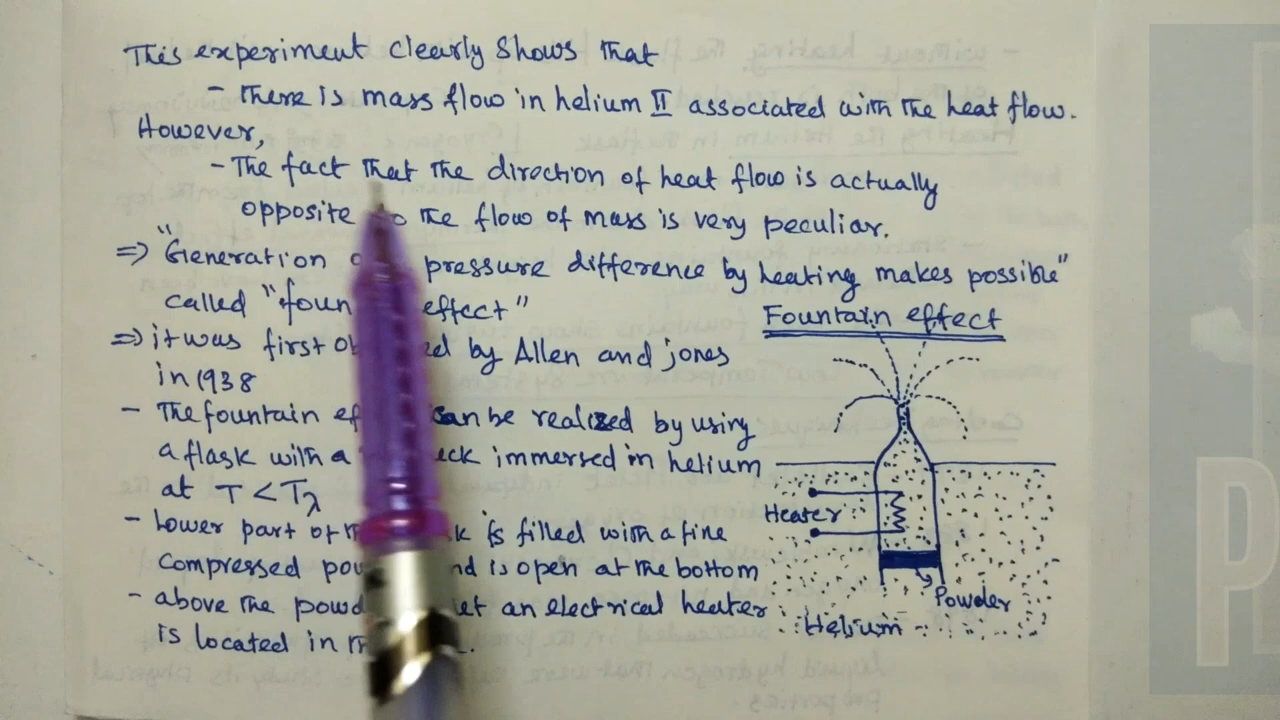 This experiment clearly shows that
- There is mass flow in helium II associated with the heat flow.
However,
- The fact that the direction of heat flow is actually
opposite the flow of mass is very peculiar.
=> "Generation pressure difference by heating makes possible"
called "foun effect"
=> it was first by Allen and jones
in 1938
- The fountain can be realized by using
a flask with a immersed in helium
at T < Tλ
- Lower part of is filled with a fine
compressed and is open at the bottom
- above the an electrical heater
is located in
Fountain effect
Heater
Powder
Helium
P